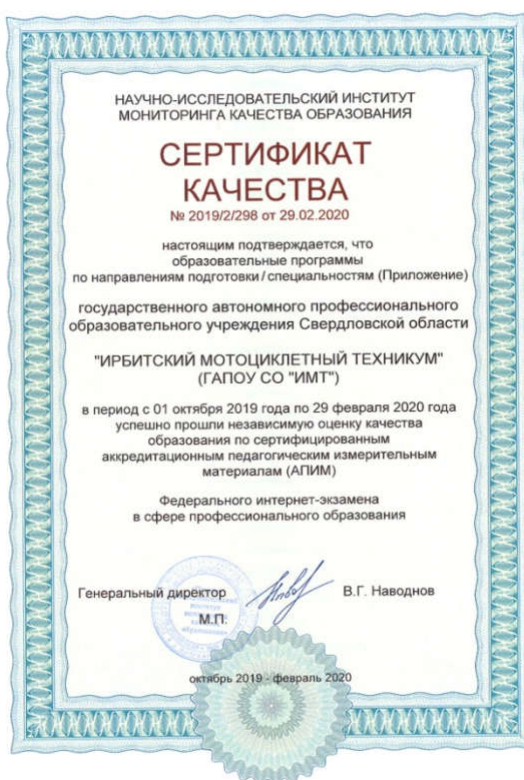 НАУЧНО-ИССЛЕДОВАТЕЛЬСКИЙ ИНСТИТУТ
МОНИТОРИНГА КАЧЕСТВА ОБРАЗОВАНИЯ
СЕРТИФИКАТ
КАЧЕСТВА
№ 2019/2/298 от 29.02.2020
настоящим подтверждается, что
образовательные программы
по направлениям подготовки / специальностям (Приложение)
государственного автономного профессионального
образовательного учреждения Свердловской области
"ИРБИТСКИЙ МОТОЦИКЛЕТНЫЙ ТЕХНИКУМ"
(ГАПОУ СО "ИМТ")
в период с 01 октября 2019 года по 29 февраля 2020 года
успешно прошли независимую оценку качества
образования по сертифицированным
аккредитационным педагогическим измерительным
материалам (АПИМ)
Федерального интернет-экзамена
в сфере профессионального образования
Генеральный директор В.Г. Наводнов
М.П.
октябрь 2019 - февраль 2020